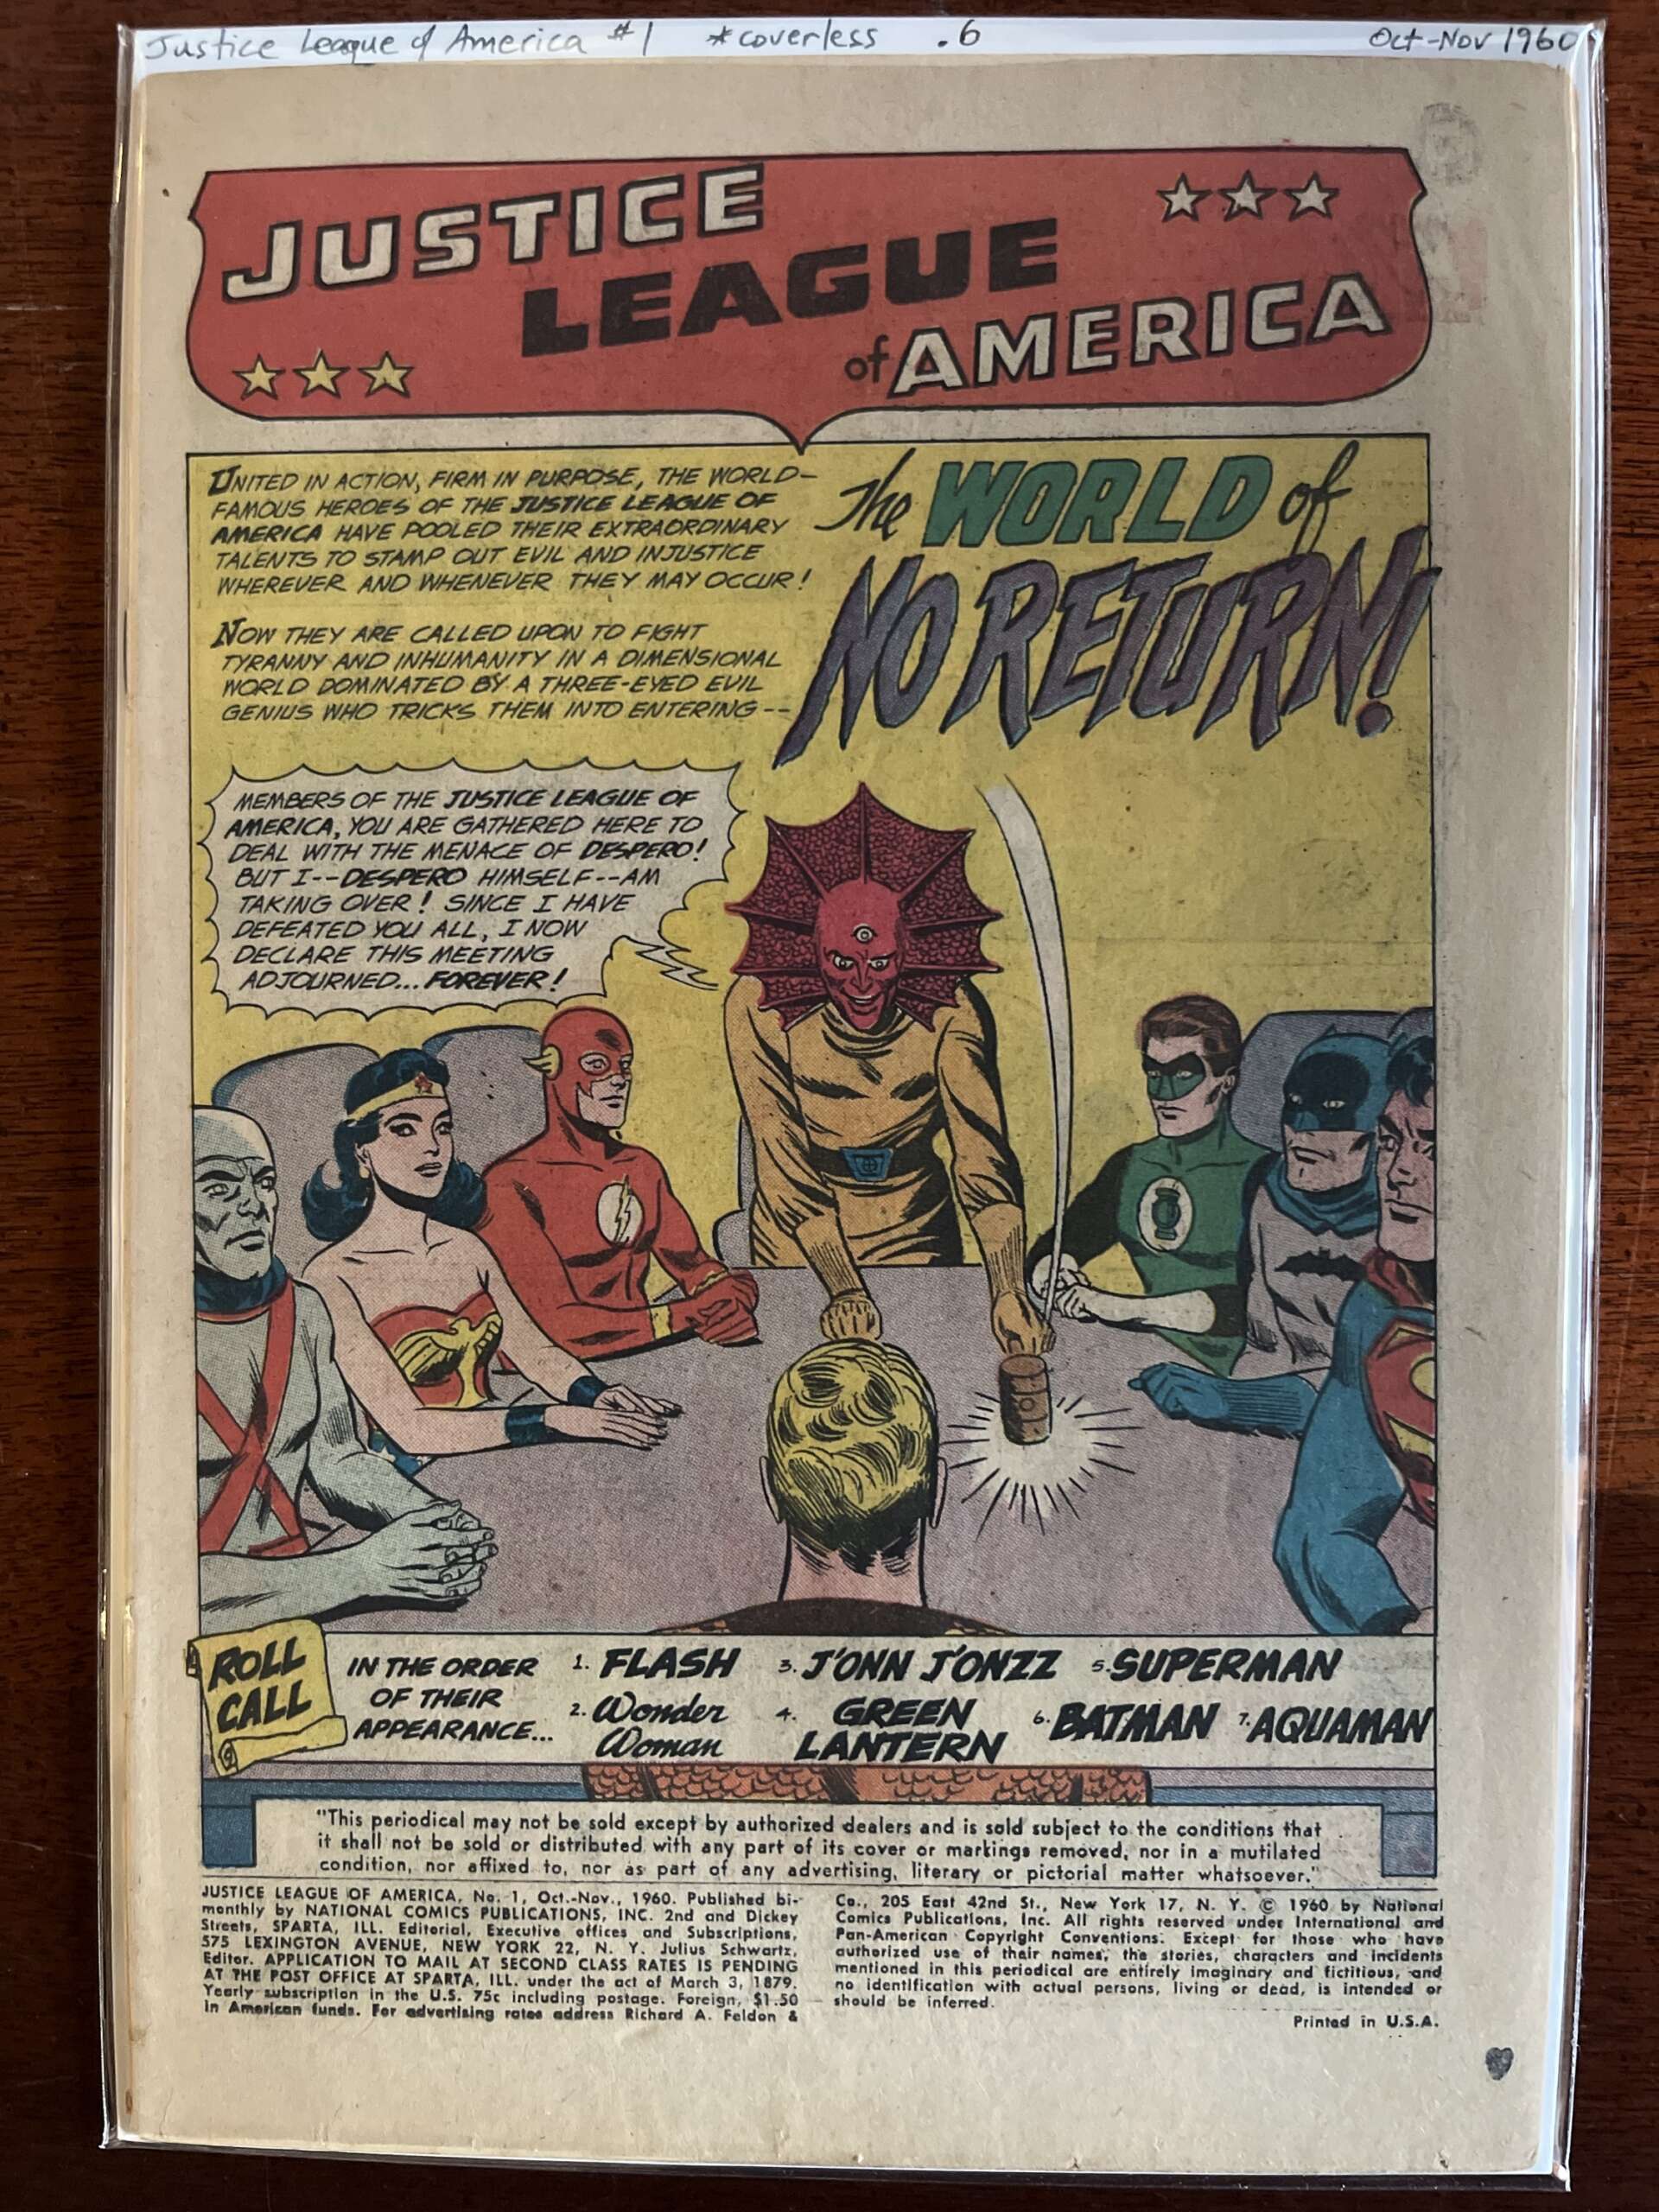 Justice League of America #1 *coverless .6 Oct-Nov 1960
JUSTICE
LEAGUE
of AMERICA
UNITED IN ACTION, FIRM IN PURPOSE, THE WORLD-
FAMOUS HEROES OF THE JUSTICE LEAGUE OF
AMERICA HAVE POOLED THEIR EXTRAORDINARY
TALENTS TO STAMP OUT EVIL AND INJUSTICE
WHEREVER AND WHENEVER THEY MAY OCCUR!
NOW THEY ARE CALLED UPON TO FIGHT
TYRANNY AND INHUMANITY IN A DIMENSIONAL
WORLD DOMINATED BY A THREE-EYED EVIL
GENIUS WHO TRICKS THEM INTO ENTERING--
The WORLD of
NO RETURN!
MEMBERS OF THE JUSTICE LEAGUE OF
AMERICA, YOU ARE GATHERED HERE TO
DEAL WITH THE MENACE OF DESPERO!
BUT I--DESPERO HIMSELF--AM
TAKING OVER! SINCE I HAVE
DEFEATED YOU ALL, I NOW
DECLARE THIS MEETING
ADJOURNED... FOREVER!
ROLL
CALL
IN THE ORDER
OF THEIR
APPEARANCE...
1. FLASH
2. Wonder
Woman
3. J'ONN J'ONZZ
4. GREEN
LANTERN
5. SUPERMAN
6. BATMAN
7. AQUAMAN
"This periodical may not be sold except by authorized dealers and is sold subject to the conditions that
it shall not be sold or distributed with any part of its cover or markings removed, nor in a mutilated
condition, nor affixed to, nor as part of any advertising, literary or pictorial matter whatsoever."
JUSTICE LEAGUE OF AMERICA, No. 1, Oct.-Nov., 1960. Published bi-
monthly by NATIONAL COMICS PUBLICATIONS, INC. 2nd and Dickey
Streets, SPARTA, ILL. Editorial, Executive offices and Subscriptions,
575 LEXINGTON AVENUE, NEW YORK 22, N. Y. Julius Schwartz,
Editor. APPLICATION TO MAIL AT SECOND CLASS RATES IS PENDING
AT THE POST OFFICE AT SPARTA, ILL. under the act of March 3, 1879.
Yearly subscription in the U.S. 75c including postage. Foreign, $1.50
in American funds. For advertising rates address Richard A. Feldon &
Co., 205 East 42nd St., New York 17, N. Y. © 1960 by National
Comics Publications, Inc. All rights reserved under International and
Pan-American Copyright Conventions. Except for those who have
authorized use of their names, the stories, characters and incidents
mentioned in this periodical are entirely imaginary and fictitious, and
no identification with actual persons, living or dead, is intended or
should be inferred.
Printed in U.S.A.